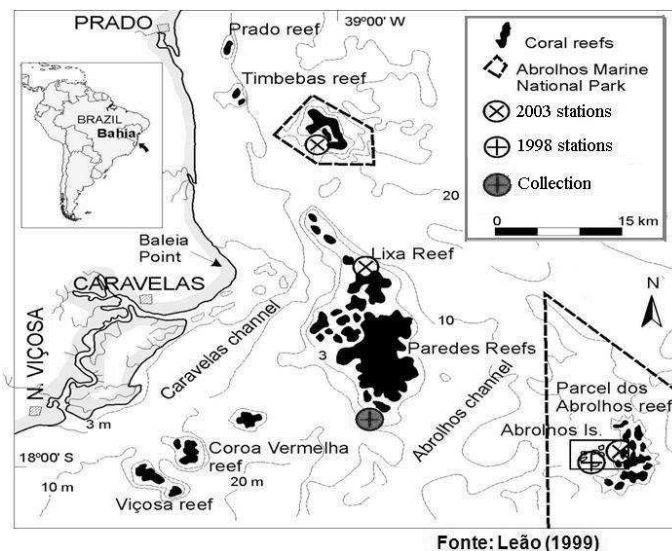 PRADO
Prado reef
39°00' W
Timbebas reef
BRAZIL
Bahia
Coral reefs
Abrolhos Marine
National Park
2003 stations
1998 stations
Collection
0 15 km
20
Baleia
Point
Lixa Reef
CARAVELAS
N
10
N. VIÇOSA
Caravelas channel
3
Paredes Reefs
Abrolhos channel
Parcel dos
Abrolhos reef
Abrolhos Is.
3 m
18°00' S
Coroa Vermelha
reef
10 m
20 m
Viçosa reef
Fonte: Leão (1999)